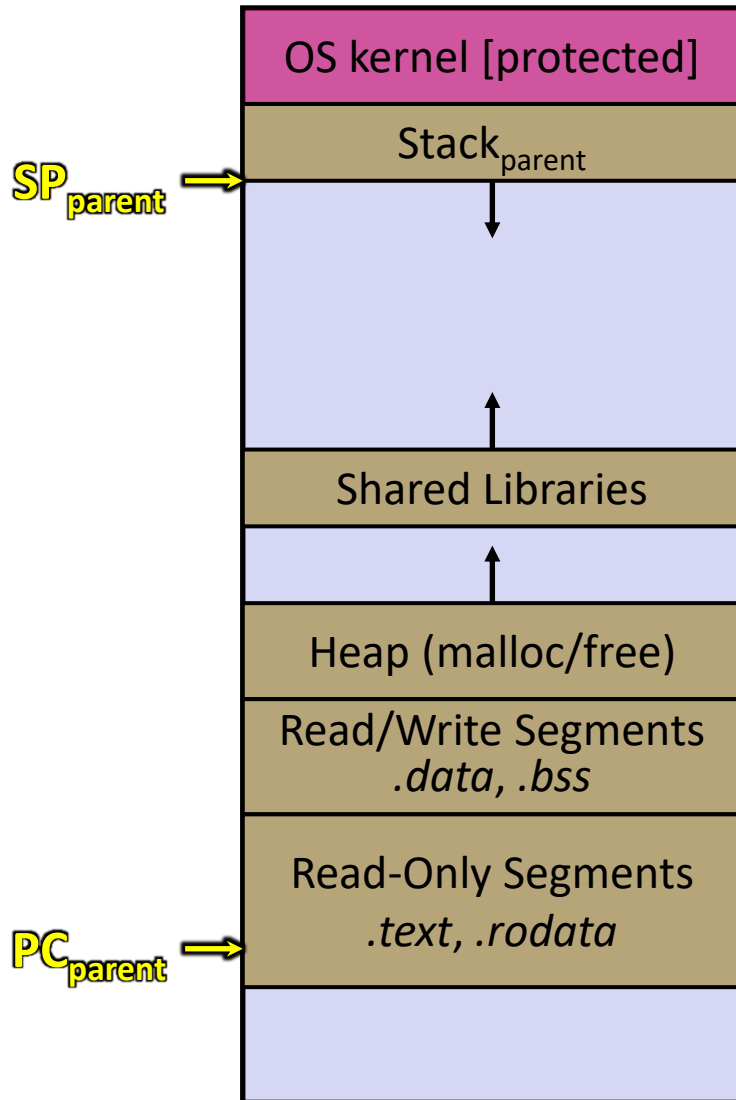 OS kernel [protected]
Stack_parent
SP_parent
Shared Libraries
Heap (malloc/free)
Read/Write Segments
.data, .bss
Read-Only Segments
.text, .rodata
PC_parent